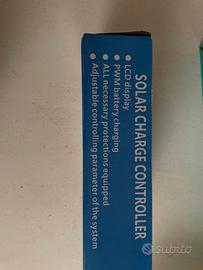 SOLAR CHARGE CONTROLLER
• LCD display
• PWM battery charging
• ALL necessary protections equipped
• Adjustable controlling parameter of the system
subito